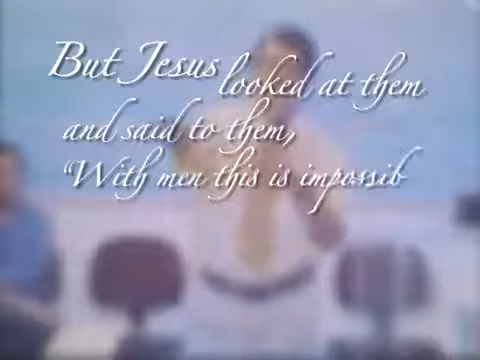 But Jesus looked at them
and said to them,
"With men this is impossib